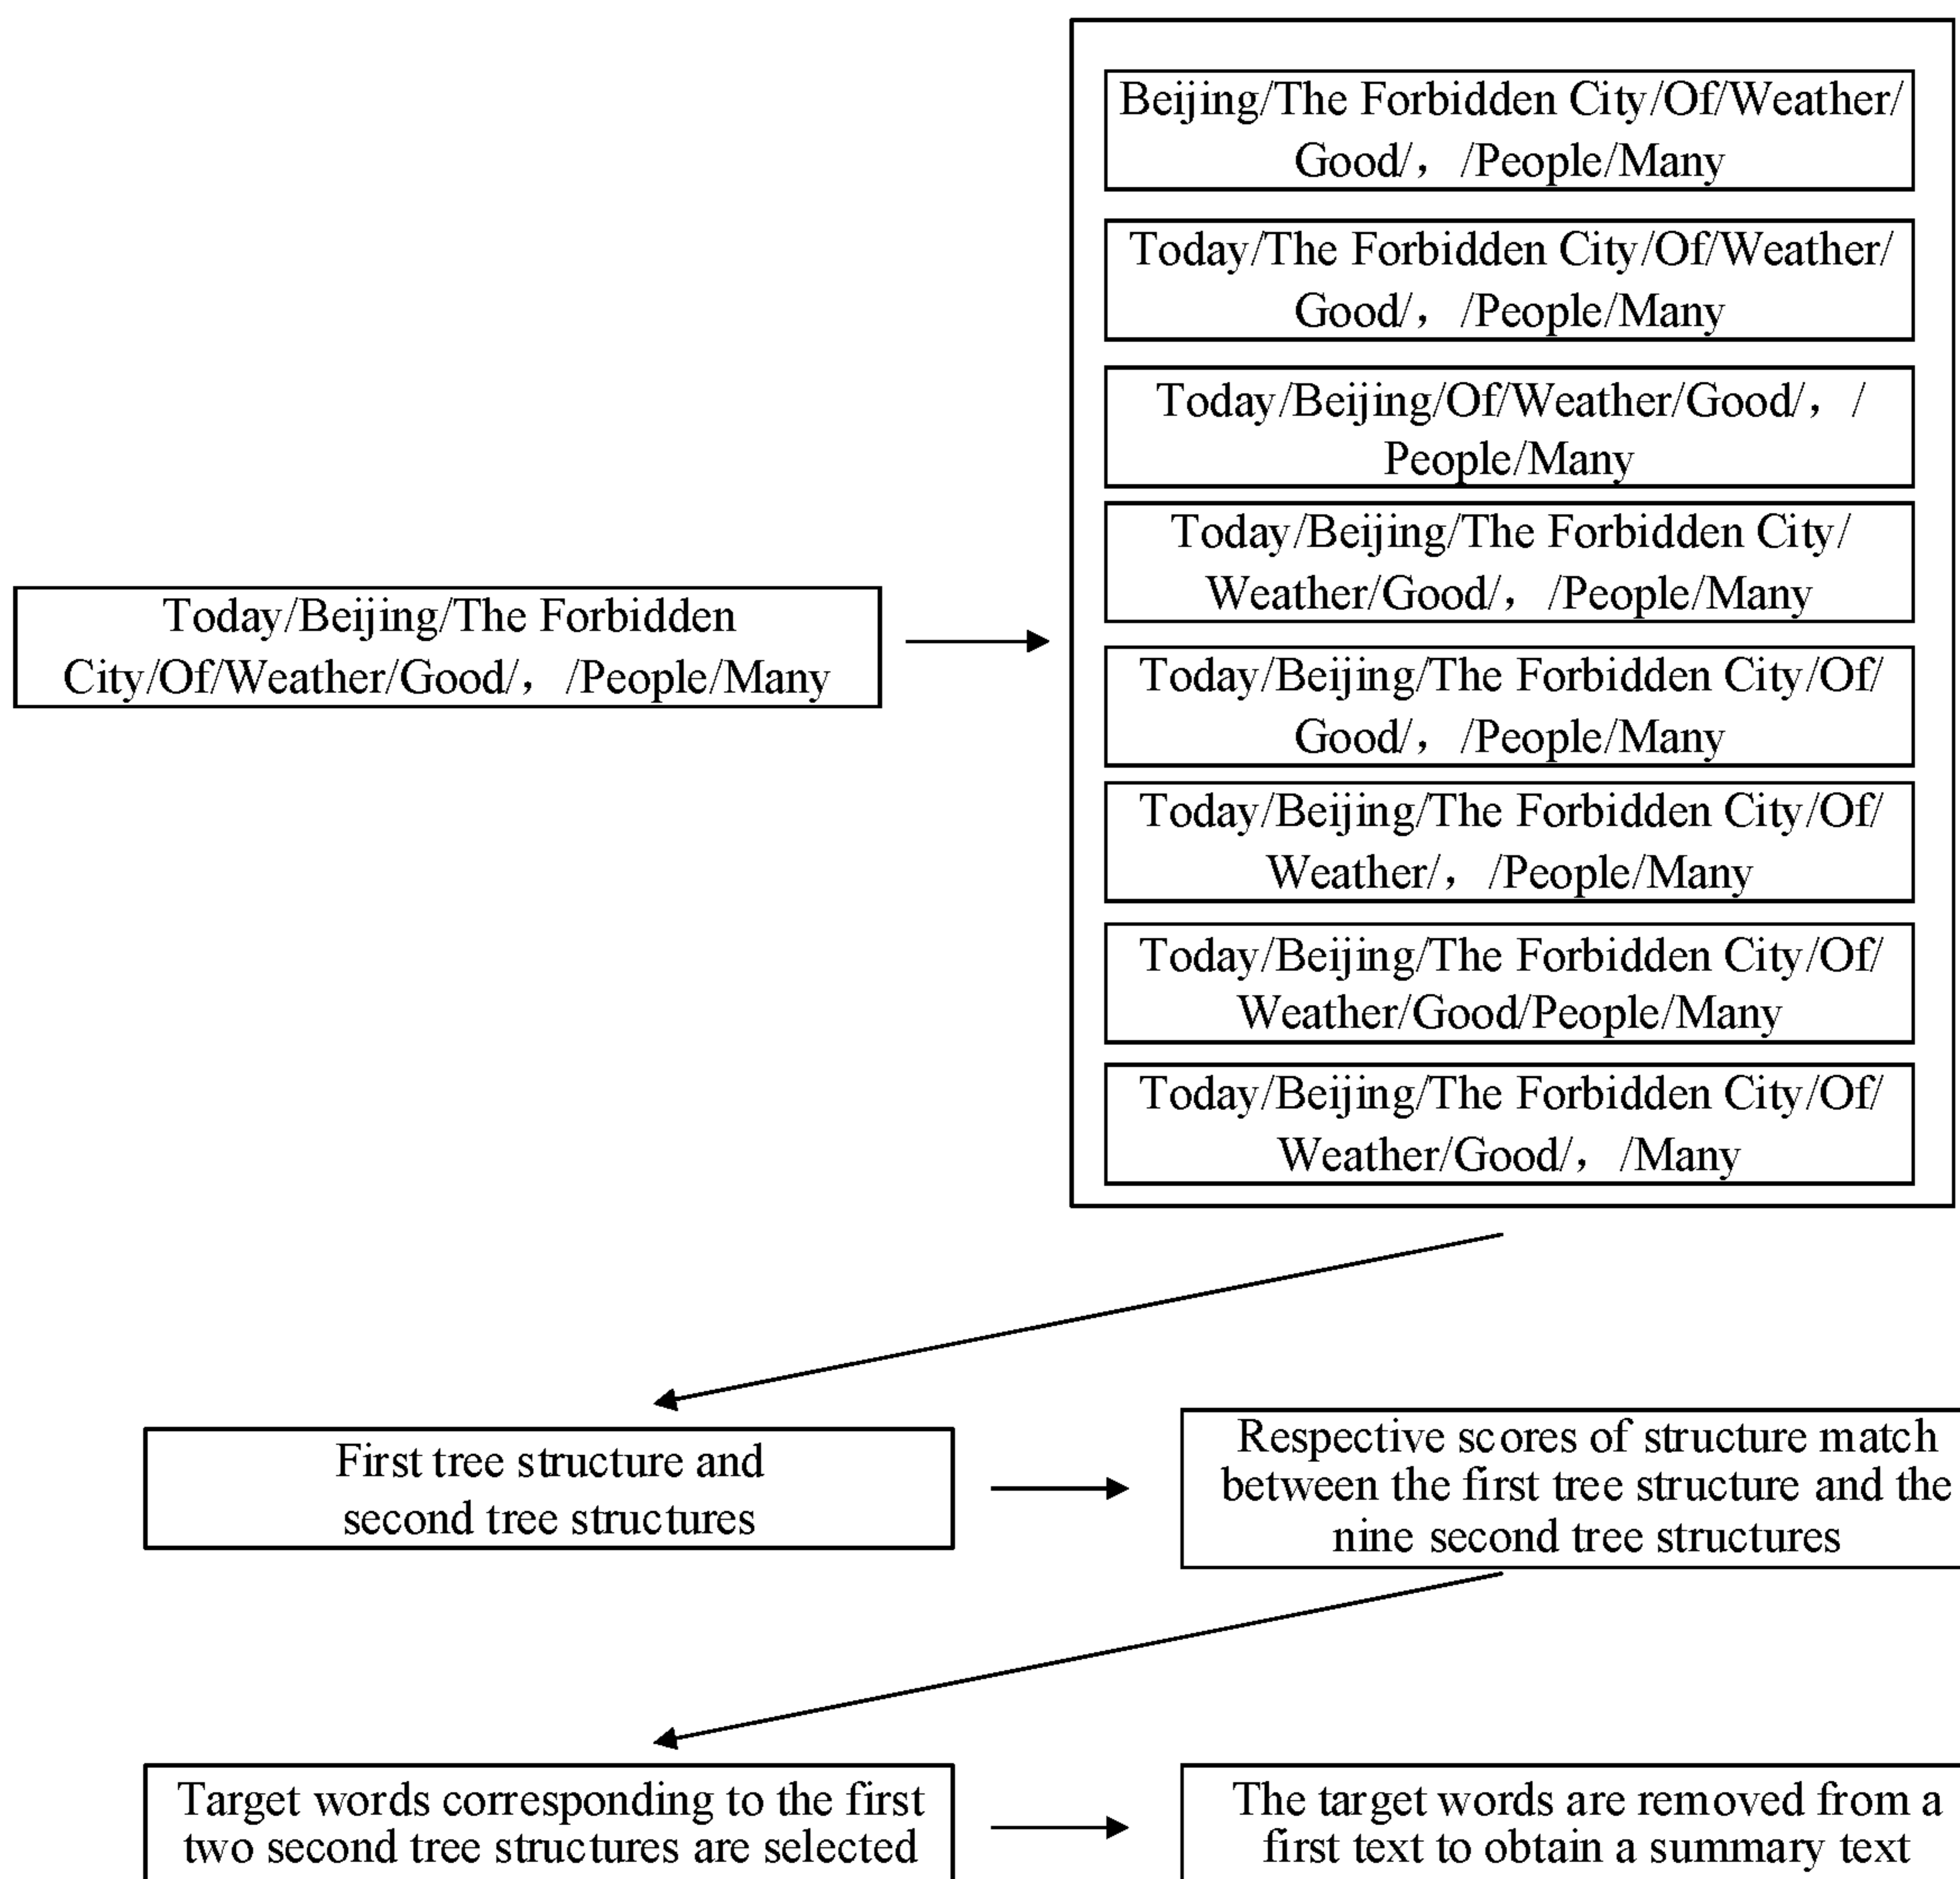 Beijing/The Forbidden City/Of/Weather/
Good/，/People/Many
Today/The Forbidden City/Of/Weather/
Good/，/People/Many
Today/Beijing/Of/Weather/Good/，/
People/Many
Today/Beijing/The Forbidden City/
Weather/Good/，/People/Many
Today/Beijing/The Forbidden
City/Of/Weather/Good/，/People/Many
Today/Beijing/The Forbidden City/Of/
Good/，/People/Many
Today/Beijing/The Forbidden City/Of/
Weather/，/People/Many
Today/Beijing/The Forbidden City/Of/
Weather/Good/People/Many
Today/Beijing/The Forbidden City/Of/
Weather/Good/，/Many
First tree structure and
second tree structures
Respective scores of structure match
between the first tree structure and the
nine second tree structures
Target words corresponding to the first
two second tree structures are selected
The target words are removed from a
first text to obtain a summary text